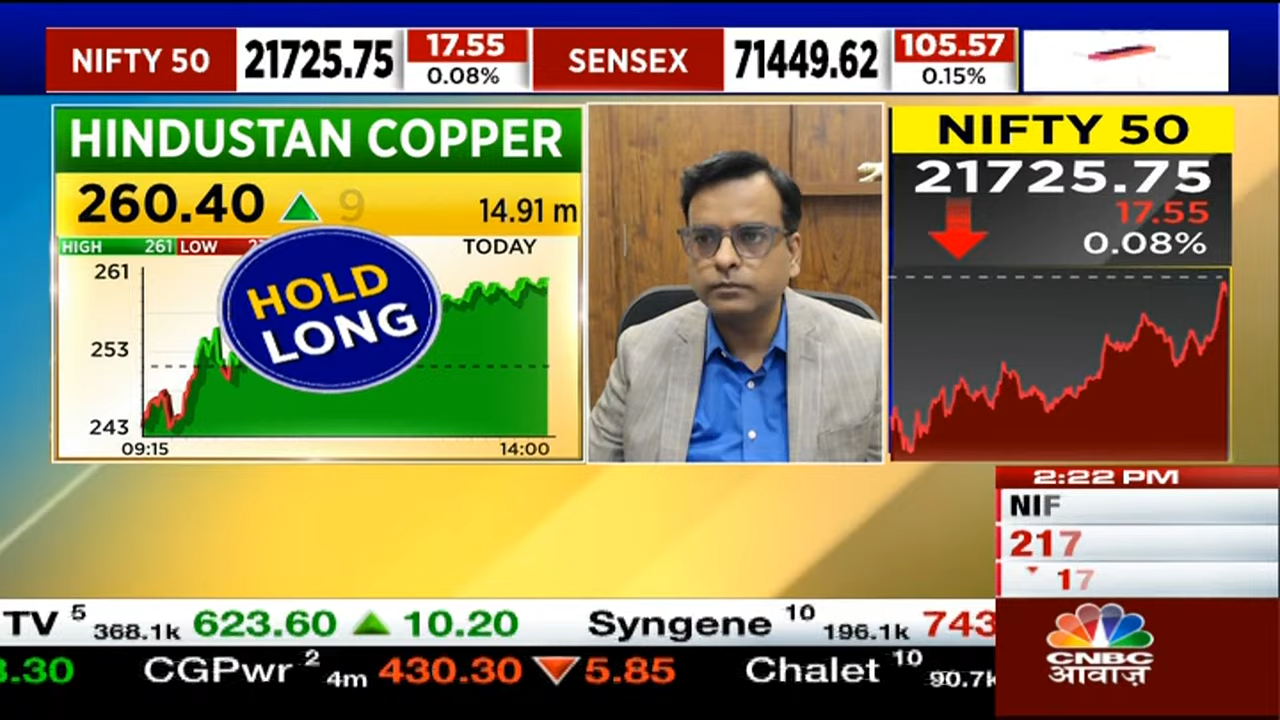 NIFTY 50 21725.75 17.55 0.08% SENSEX 71449.62 105.57 0.15%
HINDUSTAN COPPER
260.40 9 14.91 m
HIGH 261 LOW
TODAY
HOLD
LONG
261
253
243
09:15 14:00
NIFTY 50
21725.75
17.55
0.08%
2:22 PM
NIF
217
17
TV 5 368.1k 623.60 10.20 Syngene 10 196.1k 743
3.30 CGPwr 2 4m 430.30 5.85 Chalet 10 90.7k
CNBC
आवाज़